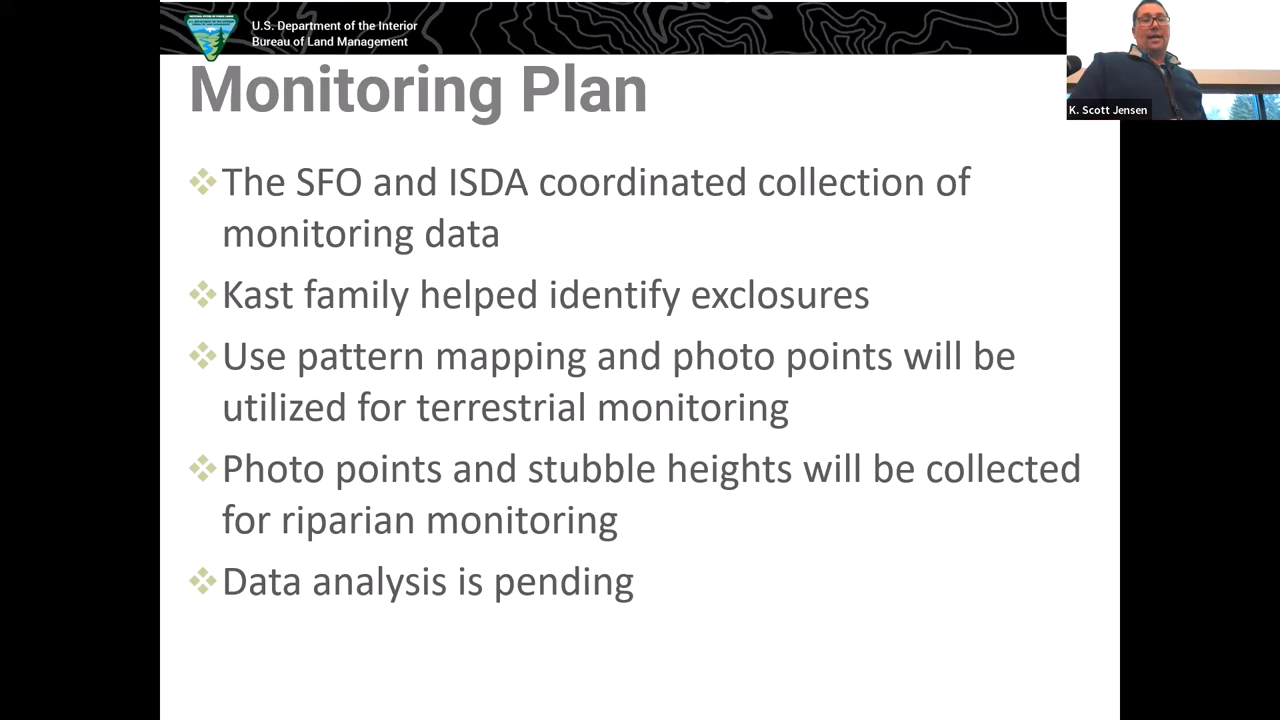 U.S. Department of the Interior
Bureau of Land Management
K. Scott Jensen
Monitoring Plan
The SFO and ISDA coordinated collection of
monitoring data
Kast family helped identify exclosures
Use pattern mapping and photo points will be
utilized for terrestrial monitoring
Photo points and stubble heights will be collected
for riparian monitoring
Data analysis is pending